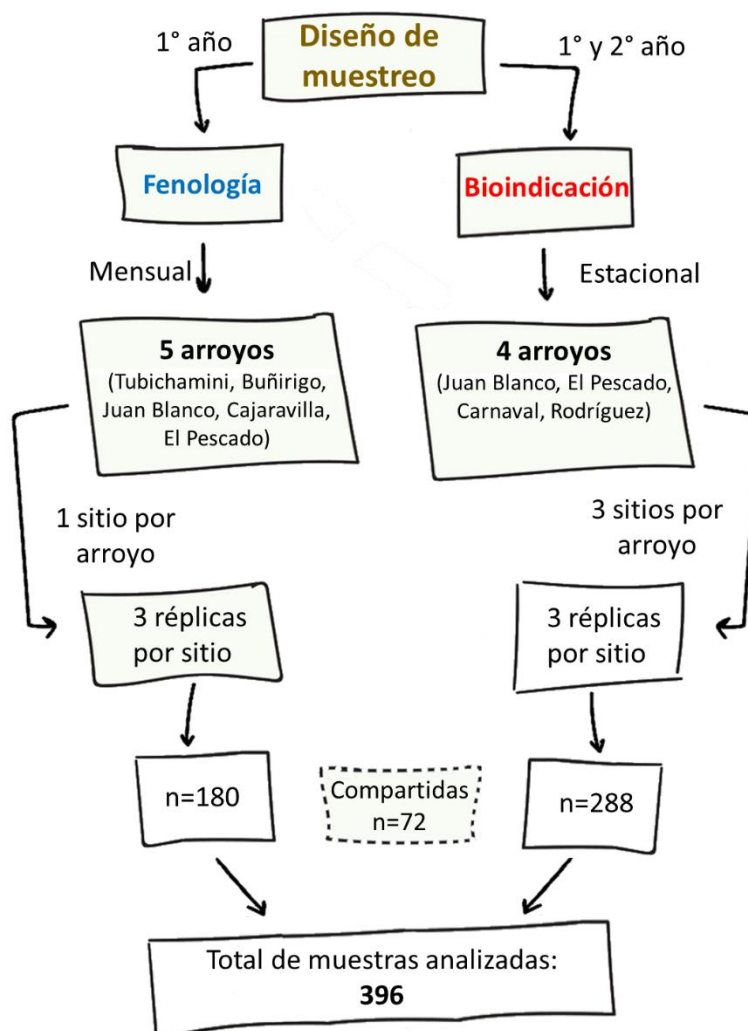 Diseño de
muestreo
1° año
1° y 2° año
Fenología
Bioindicación
Mensual
Estacional
5 arroyos
(Tubichamini, Buñirigo,
Juan Blanco, Cajaravilla,
El Pescado)
4 arroyos
(Juan Blanco, El Pescado,
Carnaval, Rodríguez)
1 sitio por
arroyo
3 sitios por
arroyo
3 réplicas
por sitio
3 réplicas
por sitio
n=180
Compartidas
n=72
n=288
Total de muestras analizadas:
396